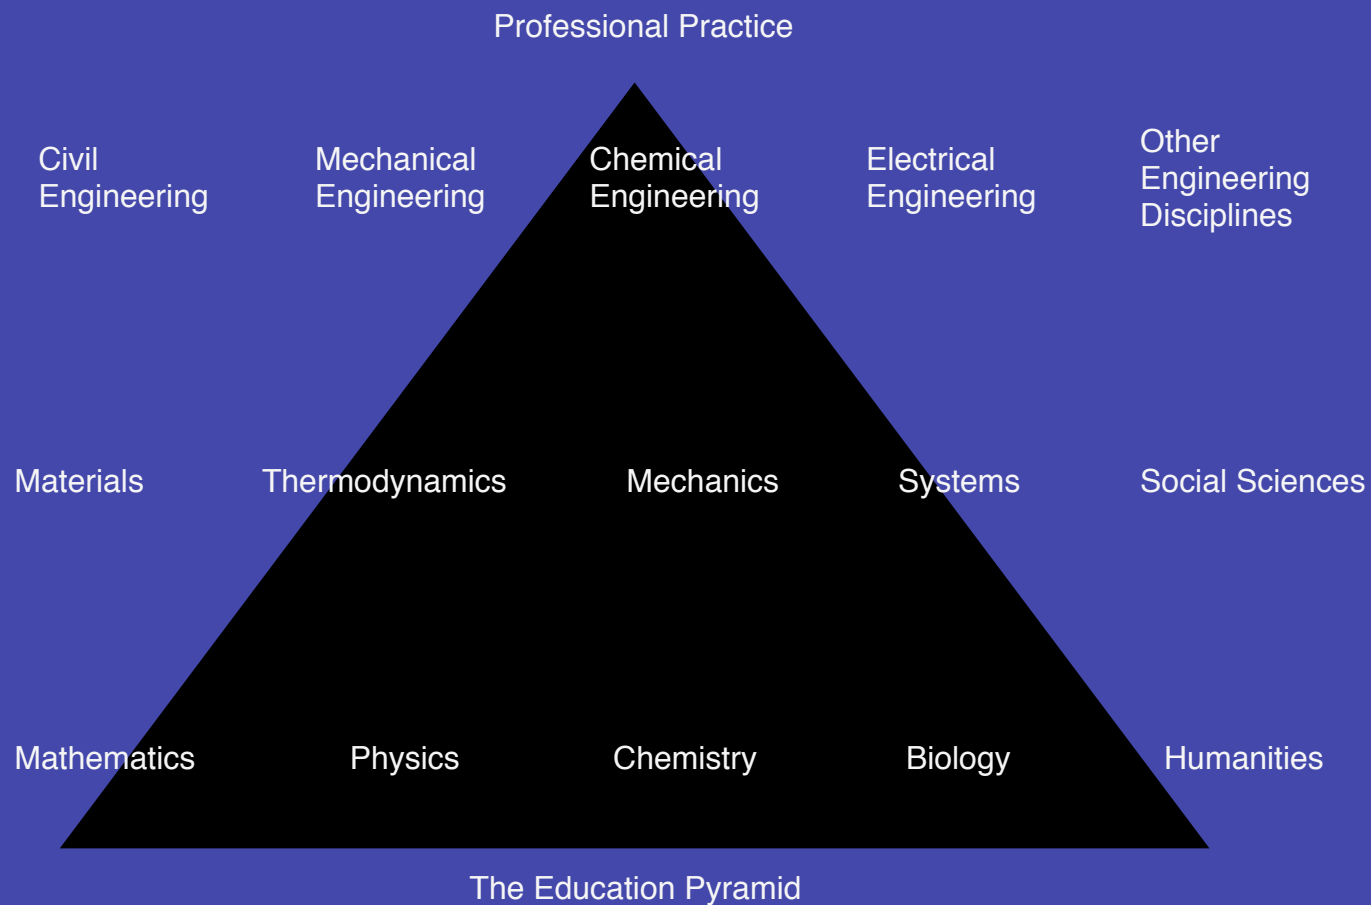 Professional Practice
Civil
Engineering
Mechanical
Engineering
Chemical
Engineering
Electrical
Engineering
Other
Engineering
Disciplines
Materials
Thermodynamics
Mechanics
Systems
Social Sciences
Mathematics
Physics
Chemistry
Biology
Humanities
The Education Pyramid